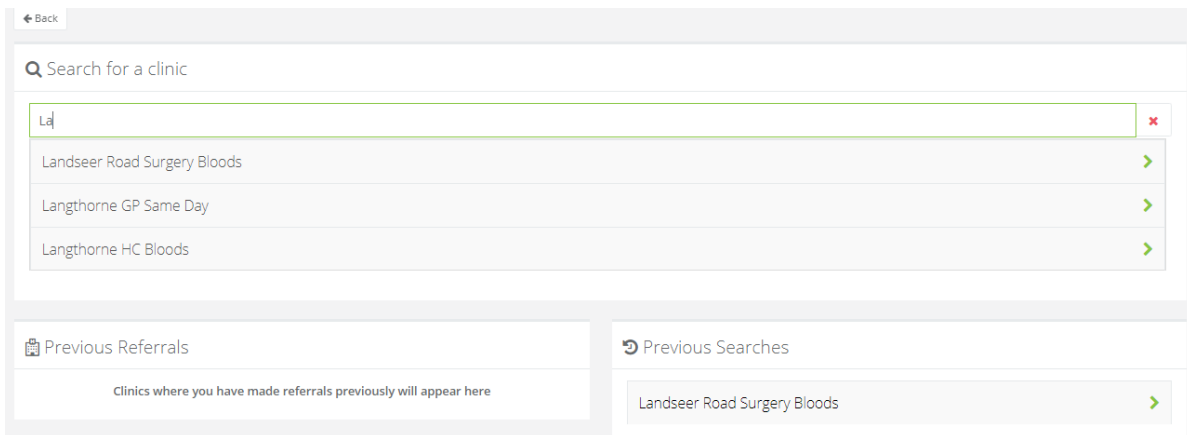 Back
Search for a clinic
La
Landseer Road Surgery Bloods
Langthorne GP Same Day
Langthorne HC Bloods
Previous Referrals
Clinics where you have made referrals previously will appear here
Previous Searches
Landseer Road Surgery Bloods